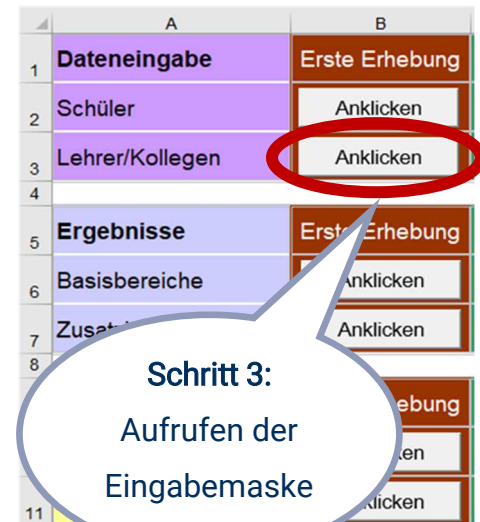 A B
1 Dateneingabe Erste Erhebung
2 Schüler Anklicken
3 Lehrer/Kollegen Anklicken
4
5 Ergebnisse Erste Erhebung
6 Basisbereiche Anklicken
7 Anklicken
8
Schritt 3:
Aufrufen der
Eingabemaske
11